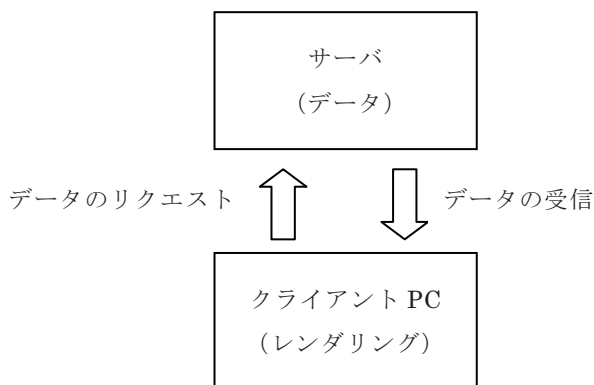 サーバ
（データ）
データのリクエスト
データの受信
クライアント PC
（レンダリング）